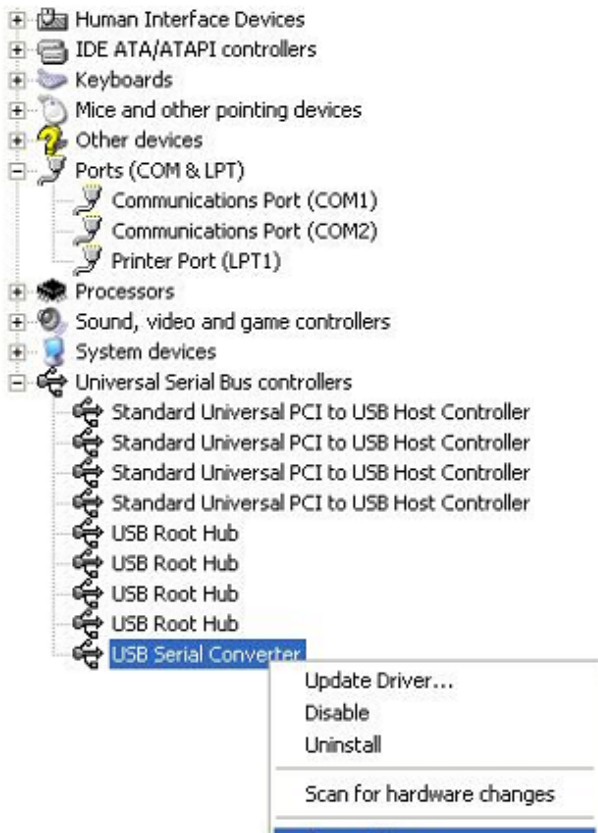 Human Interface Devices
IDE ATA/ATAPI controllers
Keyboards
Mice and other pointing devices
Other devices
Ports (COM & LPT)
Communications Port (COM1)
Communications Port (COM2)
Printer Port (LPT1)
Processors
Sound, video and game controllers
System devices
Universal Serial Bus controllers
Standard Universal PCI to USB Host Controller
Standard Universal PCI to USB Host Controller
Standard Universal PCI to USB Host Controller
Standard Universal PCI to USB Host Controller
USB Root Hub
USB Root Hub
USB Root Hub
USB Root Hub
USB Serial Converter
Update Driver...
Disable
Uninstall
Scan for hardware changes